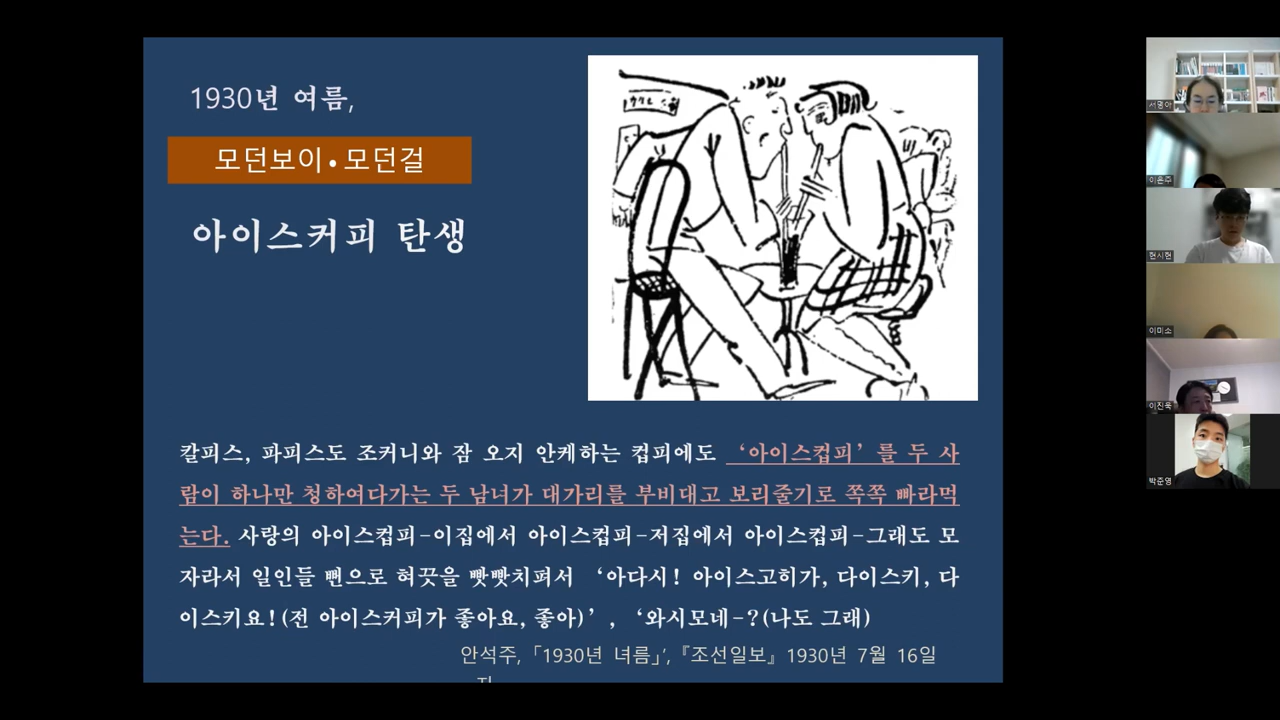 1930년 여름,
모던보이•모던걸
아이스커피 탄생
칼피스, 파피스도 조커니와 잠 오지 안케하는 컵피에도 ‘아이스컵피’를 두 사
람이 하나만 청하여다가는 두 남녀가 대가리를 부비대고 보리줄기로 쪽쪽 빠라먹
는다. 사랑의 아이스컵피-이집에서 아이스컵피-저집에서 아이스컵피-그래도 모
자라서 일인들 뻔으로 혀끗을 빳빳치펴서 ‘아다시! 아이스고히가, 다이스키, 다
이스키요!(전 아이스커피가 좋아요, 좋아)’, ‘와시모네-?(나도 그래)
안석주,「1930년 녀름」’,『조선일보』1930년 7월 16일
서명아
이은주
현시현
이미소
이진욱
박준영